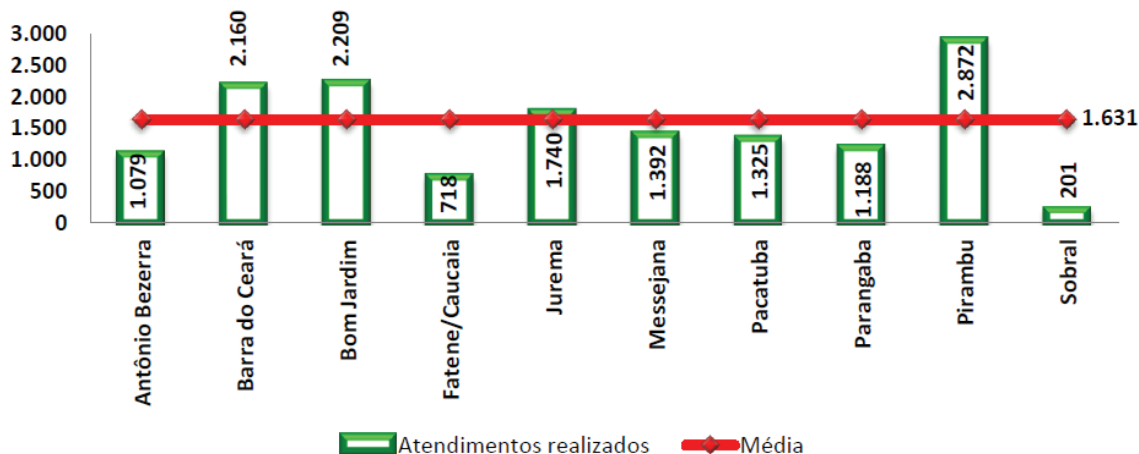 3.000
2.500
2.000
1.500
1.000
500
0
1.079
2.160
2.209
718
1.740
1.392
1.325
1.188
2.872
201
1.631
Antônio Bezerra
Barra do Ceará
Bom Jardim
Fatene/Caucaia
Jurema
Messejana
Pacatuba
Parangaba
Pirambu
Sobral
Atendimentos realizados
Média